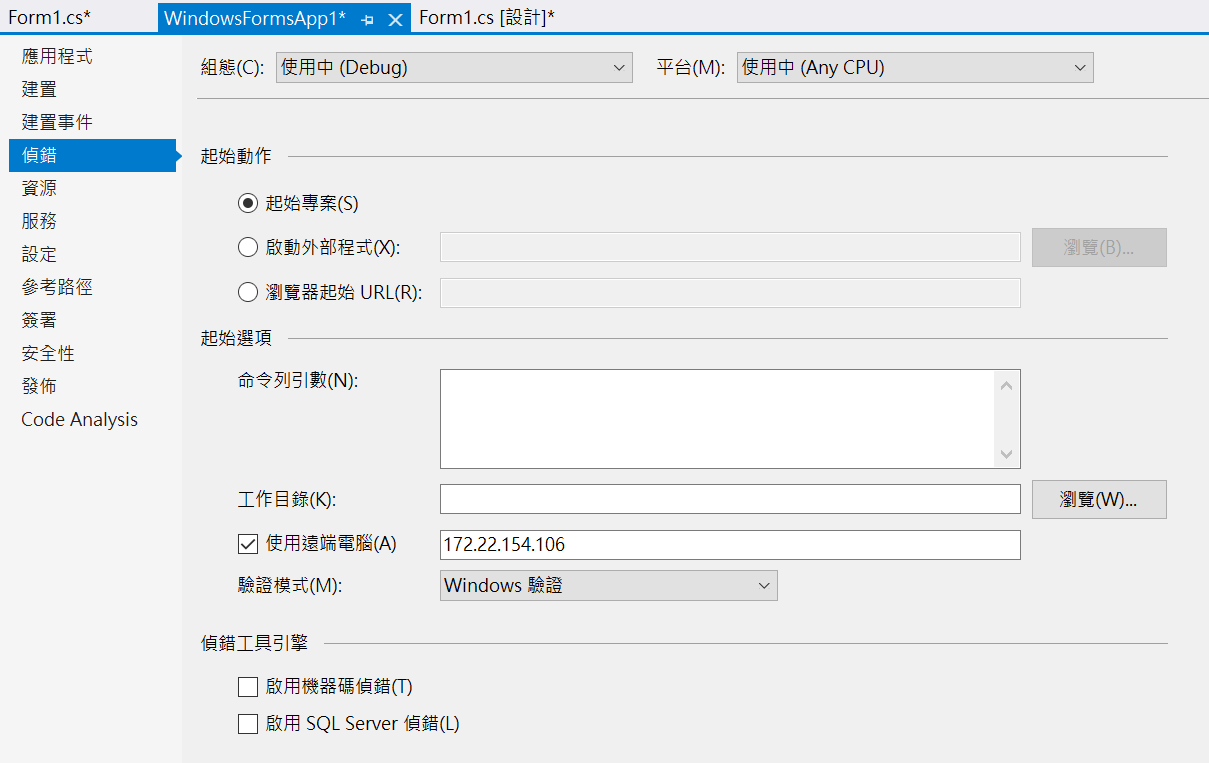 Form1.cs*
WindowsFormsApp1*
Form1.cs [設計]*
應用程式
建置
建置事件
偵錯
資源
服務
設定
參考路徑
簽署
安全性
發佈
Code Analysis
組態(C): 使用中 (Debug)
平台(M): 使用中 (Any CPU)
起始動作
起始專案(S)
啟動外部程式(X): 瀏覽(B)...
瀏覽器起始 URL(R):
起始選項
命令列引數(N):
工作目錄(K): 瀏覽(W)...
使用遠端電腦(A) 172.22.154.106
驗證模式(M): Windows 驗證
偵錯工具引擎
啟用機器碼偵錯(T)
啟用 SQL Server 偵錯(L)